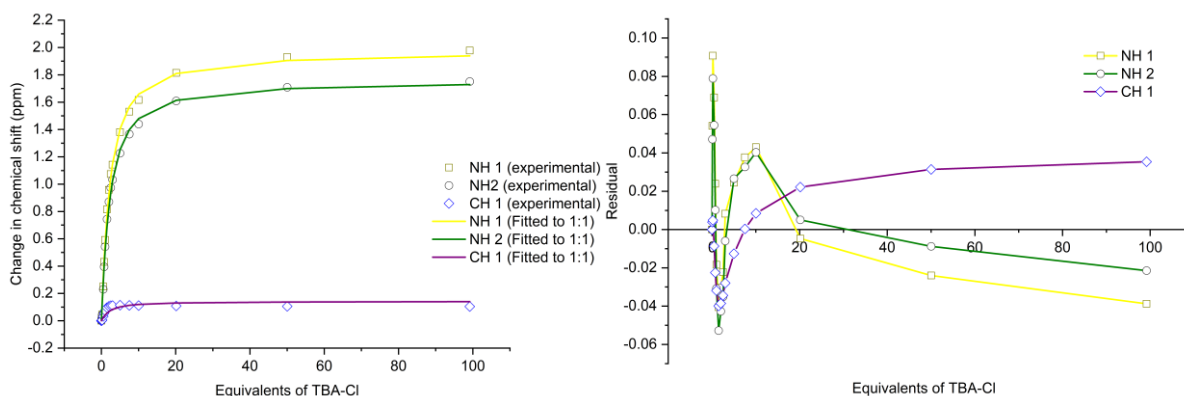 2.2
2.0
1.8
1.6
1.4
1.2
1.0
0.8
0.6
0.4
0.2
0.0
-0.2
Change in chemical shift (ppm)
0 20 40 60 80 100
Equivalents of TBA-Cl
NH 1 (experimental)
NH2 (experimental)
CH 1 (experimental)
NH 1 (Fitted to 1:1)
NH 2 (Fitted to 1:1)
CH 1 (Fitted to 1:1)
0.10
0.08
0.06
0.04
0.02
0.00
-0.02
-0.04
-0.06
Residual
0 20 40 60 80 100
Equivalents of TBA-Cl
NH 1
NH 2
CH 1